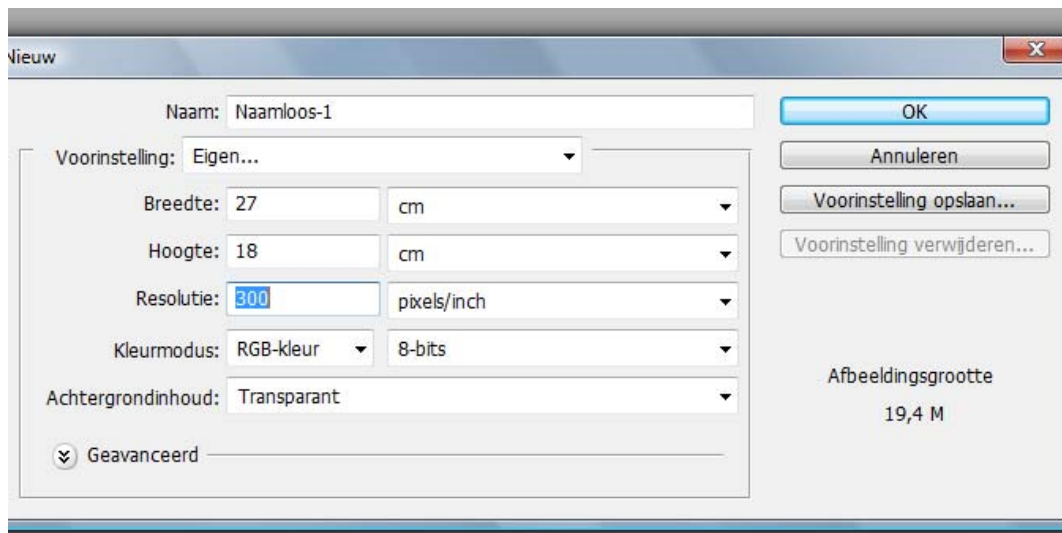 Nieuw
Naam: Naamloos-1
OK
Voorinstelling: Eigen...
Annuleren
Breedte: 27 cm
Voorinstelling opslaan...
Hoogte: 18 cm
Voorinstelling verwijderen...
Resolutie: 300 pixels/inch
Kleurmodus: RGB-kleur 8-bits
Achtergrondinhoud: Transparant
Afbeeldingsgrootte
19,4 M
Geavanceerd